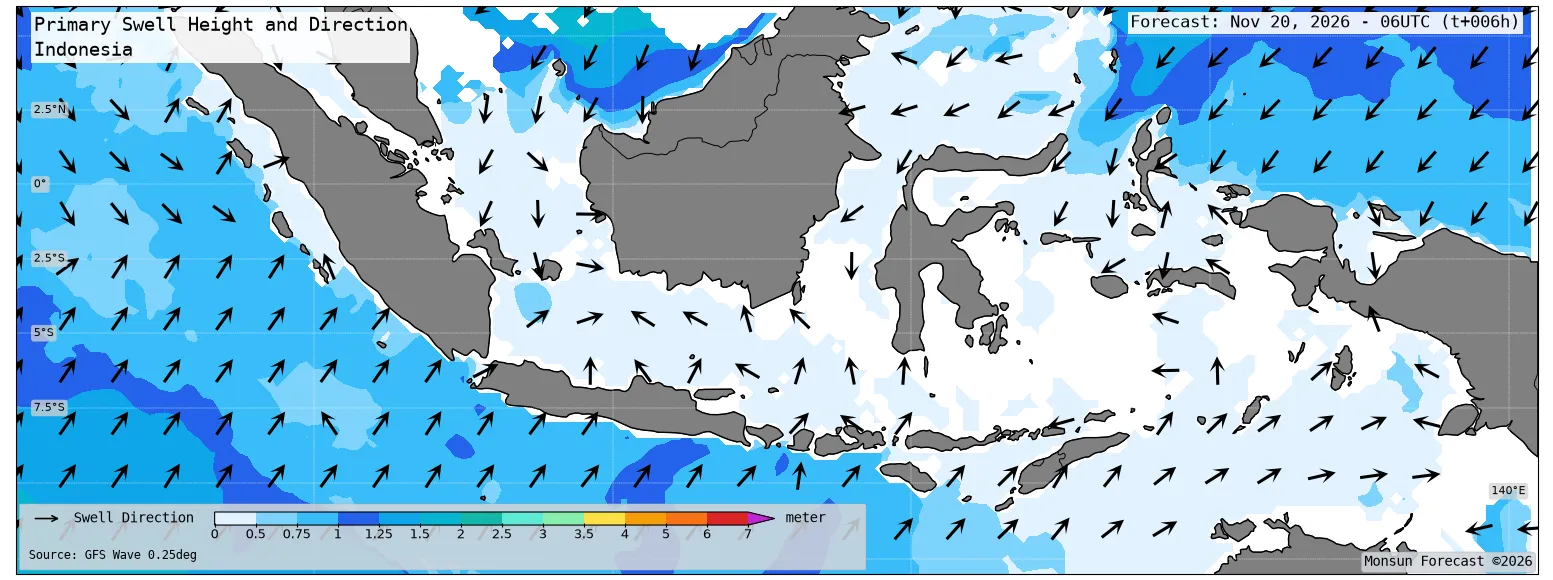 Primary Swell Height and Direction
Indonesia
Forecast: Nov 20, 2026 - 06UTC (t+006h)
2.5°N
0°
2.5°S
5°S
7.5°S
140°E
Swell Direction
0 0.5 0.75 1 1.25 1.5 2 2.5 3 3.5 4 5 6 7
meter
Source: GFS Wave 0.25deg
Monsun Forecast ©2026